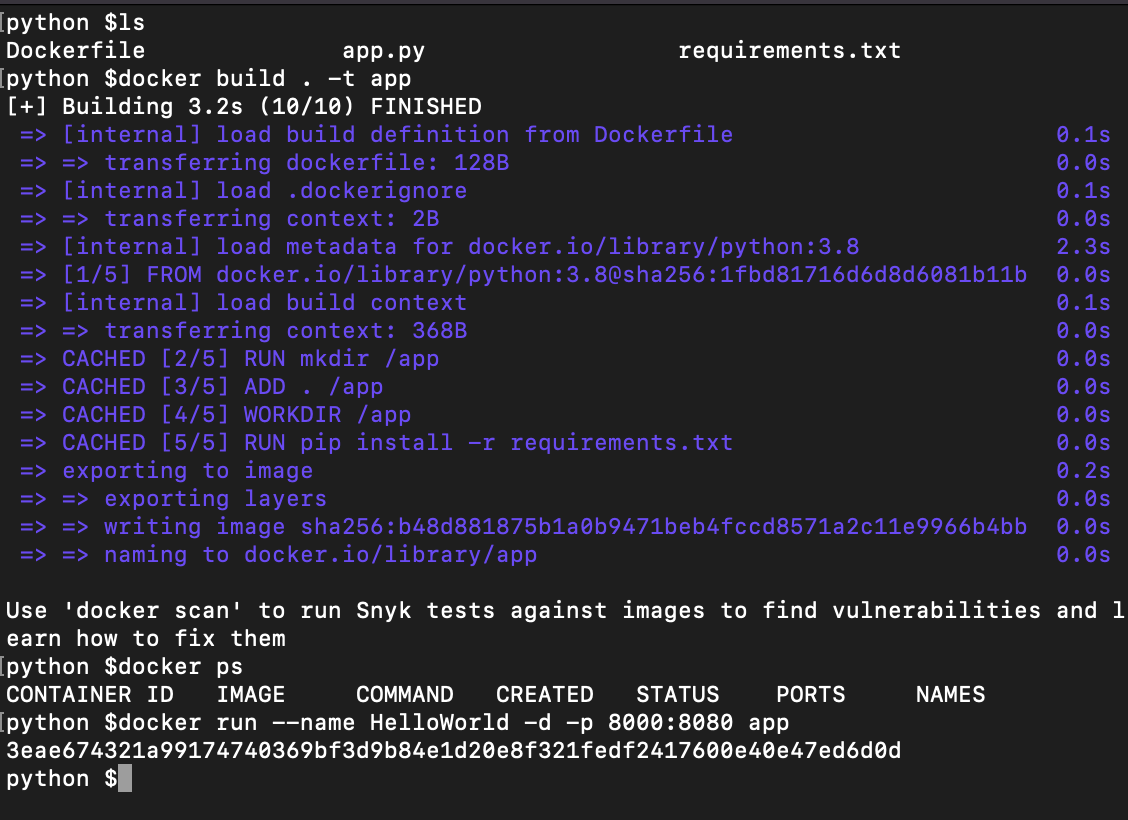 python $ls
Dockerfile app.py requirements.txt
python $docker build . -t app
[+] Building 3.2s (10/10) FINISHED
=> [internal] load build definition from Dockerfile 0.1s
=> => transferring dockerfile: 128B 0.0s
=> [internal] load .dockerignore 0.1s
=> => transferring context: 2B 0.0s
=> [internal] load metadata for docker.io/library/python:3.8 2.3s
=> [1/5] FROM docker.io/library/python:3.8@sha256:1fbd81716d6d8d6081b11b 0.0s
=> [internal] load build context 0.1s
=> => transferring context: 368B 0.0s
=> CACHED [2/5] RUN mkdir /app 0.0s
=> CACHED [3/5] ADD . /app 0.0s
=> CACHED [4/5] WORKDIR /app 0.0s
=> CACHED [5/5] RUN pip install -r requirements.txt 0.0s
=> exporting to image 0.2s
=> => exporting layers 0.0s
=> => writing image sha256:b48d881875b1a0b9471beb4fccd8571a2c11e9966b4bb 0.0s
=> => naming to docker.io/library/app 0.0s
Use 'docker scan' to run Snyk tests against images to find vulnerabilities and l
earn how to fix them
python $docker ps
CONTAINER ID IMAGE COMMAND CREATED STATUS PORTS NAMES
python $docker run --name HelloWorld -d -p 8000:8080 app
3eae674321a99174740369bf3d9b84e1d20e8f321fedf2417600e40e47ed6d0d
python $